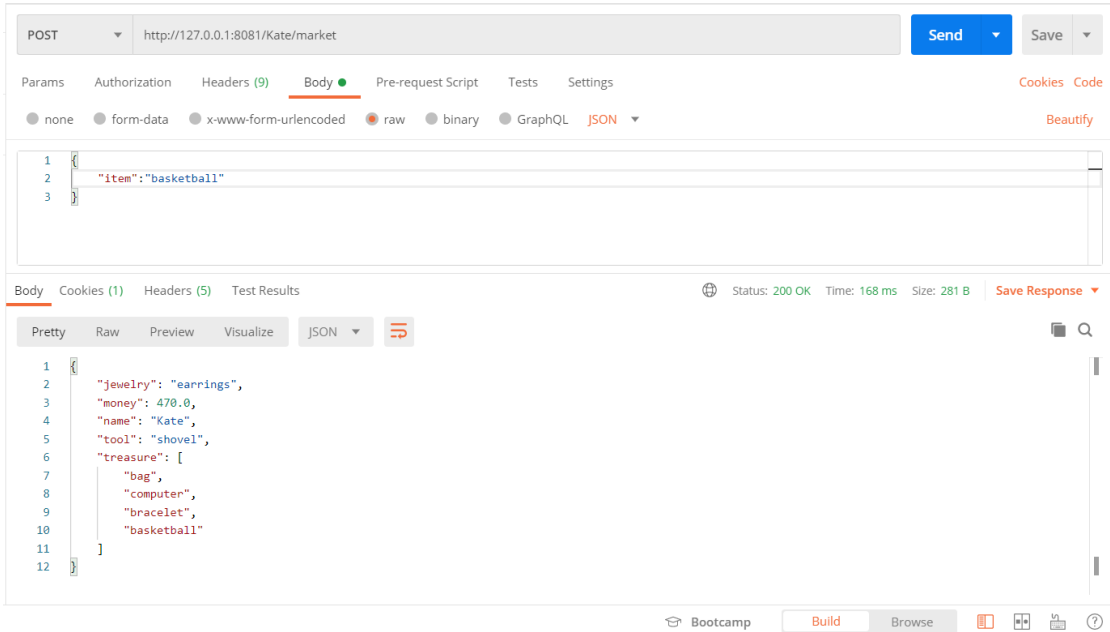 POST http://127.0.0.1:8081/Kate/market Send Save
Params Authorization Headers (9) Body Pre-request Script Tests Settings Cookies Code
none form-data x-www-form-urlencoded raw binary GraphQL JSON Beautify
1 {
2 "item":"basketball"
3 }
Body Cookies (1) Headers (5) Test Results Status: 200 OK Time: 168 ms Size: 281 B Save Response
Pretty Raw Preview Visualize JSON
1 {
2 "jewelry": "earrings",
3 "money": 470.0,
4 "name": "Kate",
5 "tool": "shovel",
6 "treasure": [
7 "bag",
8 "computer",
9 "bracelet",
10 "basketball"
11 ]
12 }
Bootcamp Build Browse